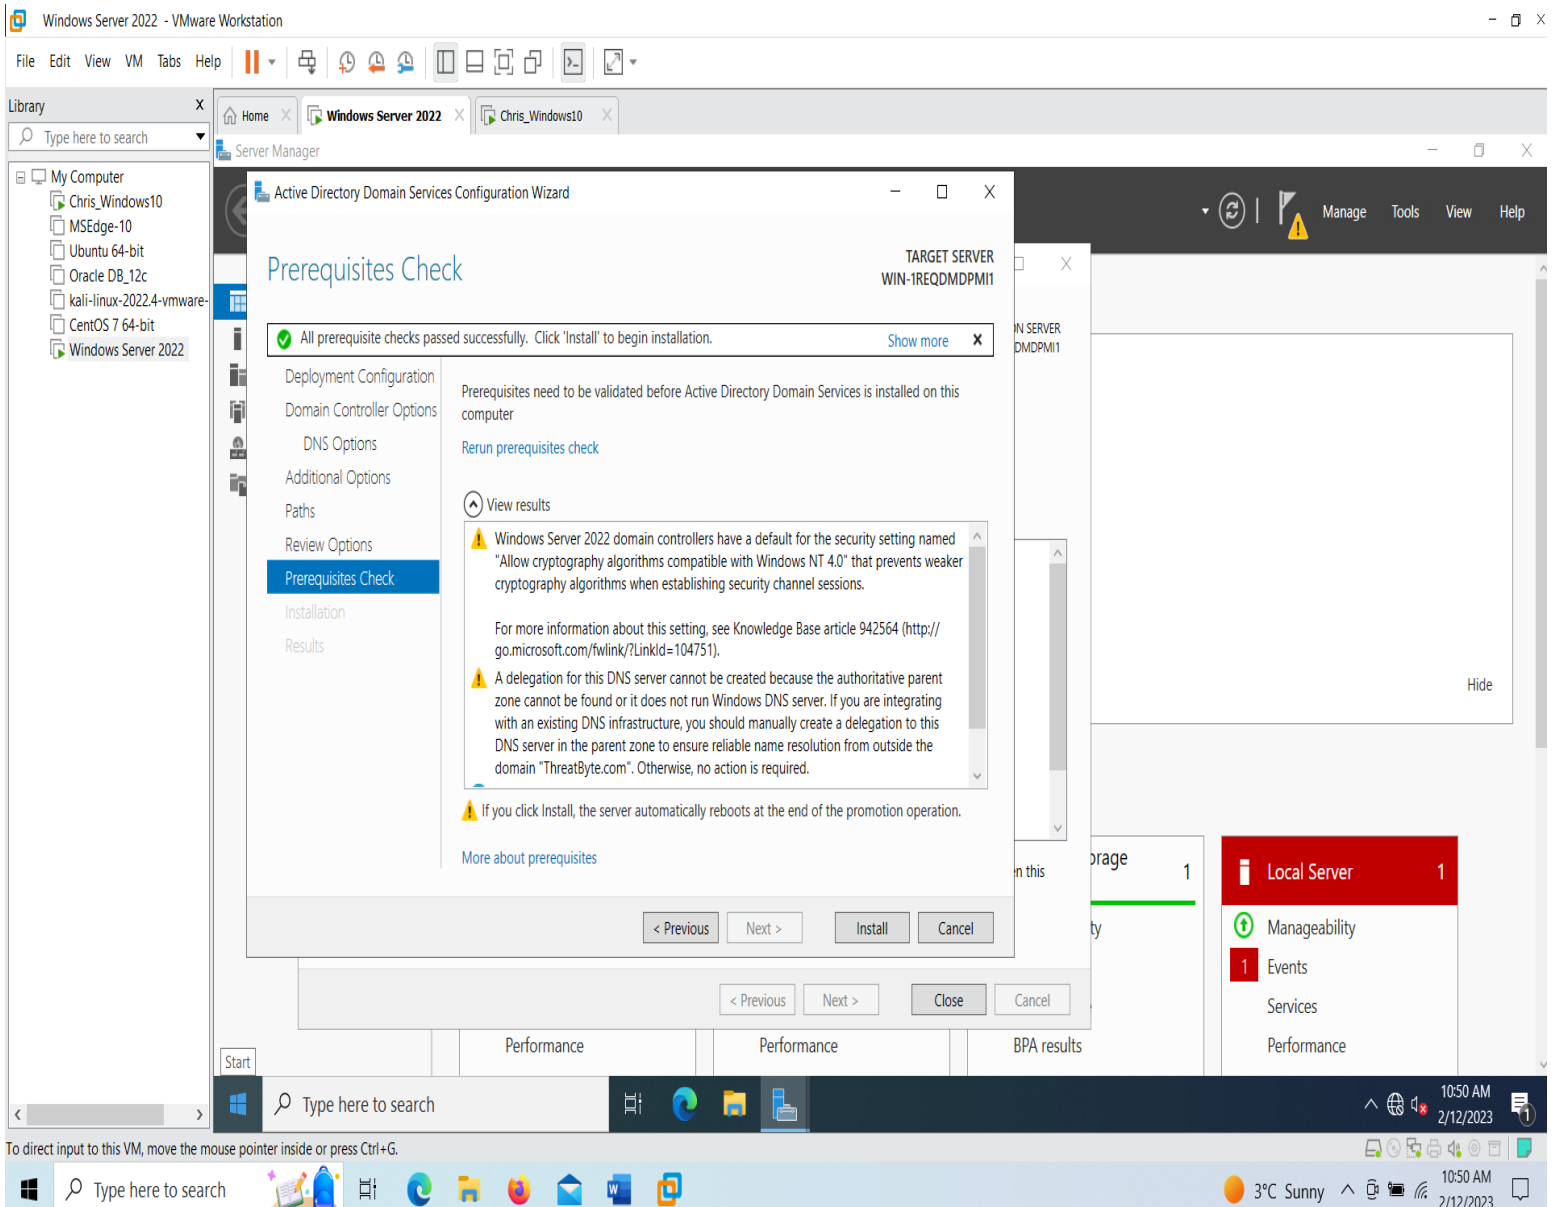 Windows Server 2022 - VMware Workstation
File Edit View VM Tabs Help
Library X
Type here to search
My Computer
Chris_Windows10
MSEdge-10
Ubuntu 64-bit
Oracle DB_12c
kali-linux-2022.4-vmware-
CentOS 7 64-bit
Windows Server 2022
Home
Windows Server 2022
Chris_Windows10
Server Manager
Manage Tools View Help
Active Directory Domain Services Configuration Wizard
Prerequisites Check
TARGET SERVER
WIN-1REQDMDPMI1
All prerequisite checks passed successfully. Click 'Install' to begin installation.
Show more
N SERVER
DMDPMI1
Deployment Configuration
Domain Controller Options
DNS Options
Additional Options
Paths
Review Options
Prerequisites Check
Installation
Results
Prerequisites need to be validated before Active Directory Domain Services is installed on this
computer
Rerun prerequisites check
View results
Windows Server 2022 domain controllers have a default for the security setting named
"Allow cryptography algorithms compatible with Windows NT 4.0" that prevents weaker
cryptography algorithms when establishing security channel sessions.
For more information about this setting, see Knowledge Base article 942564 (http://
go.microsoft.com/fwlink/?LinkId=104751).
A delegation for this DNS server cannot be created because the authoritative parent
zone cannot be found or it does not run Windows DNS server. If you are integrating
with an existing DNS infrastructure, you should manually create a delegation to this
DNS server in the parent zone to ensure reliable name resolution from outside the
domain "ThreatByte.com". Otherwise, no action is required.
If you click Install, the server automatically reboots at the end of the promotion operation.
More about prerequisites
< Previous Next > Install Cancel
n this
Hide
orage 1
ty
Local Server 1
Manageability
1 Events
Services
Performance
< Previous Next > Close Cancel
Performance
Performance
BPA results
Start
Type here to search
10:50 AM
2/12/2023
1
To direct input to this VM, move the mouse pointer inside or press Ctrl+G.
Type here to search
3°C Sunny
10:50 AM
2/12/2023